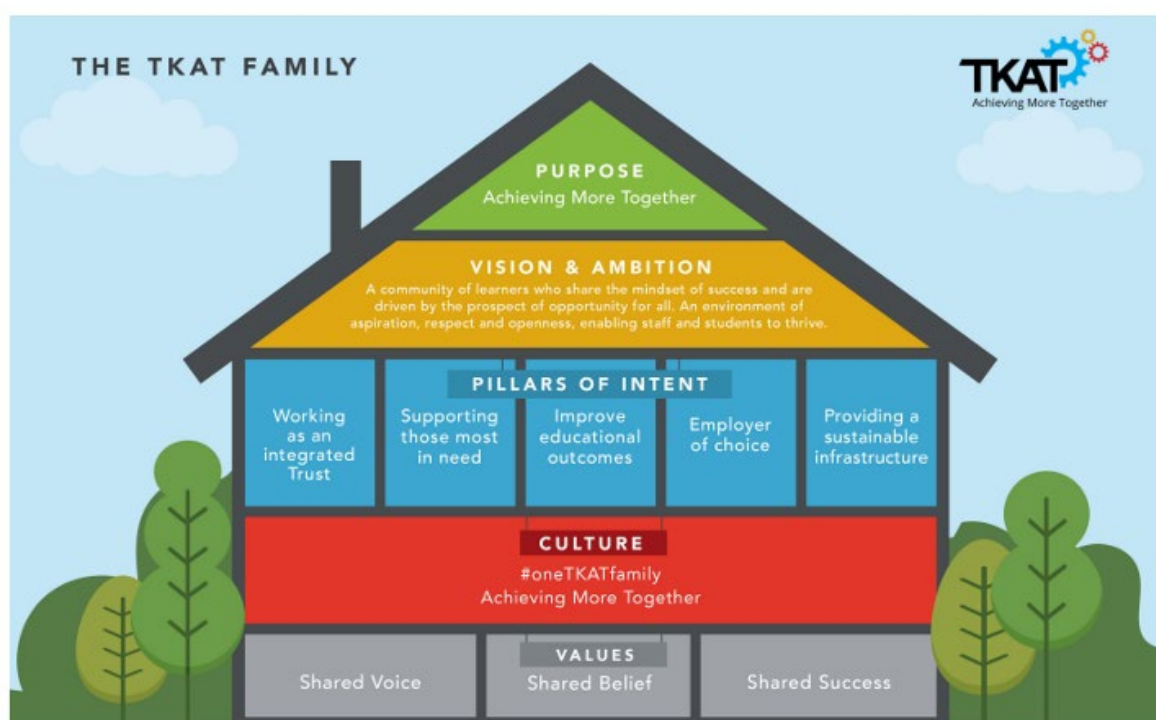 THE TKAT FAMILY
TKAT
Achieving More Together
PURPOSE
Achieving More Together
VISION & AMBITION
A community of learners who share the mindset of success and are
driven by the prospect of opportunity for all. An environment of
aspiration, respect and openness, enabling staff and students to thrive.
PILLARS OF INTENT
Working
as an
integrated
Trust
Supporting
those most
in need
Improve
educational
outcomes
Employer
of choice
Providing a
sustainable
infrastructure
CULTURE
#oneTKATfamily
Achieving More Together
VALUES
Shared Voice
Shared Belief
Shared Success